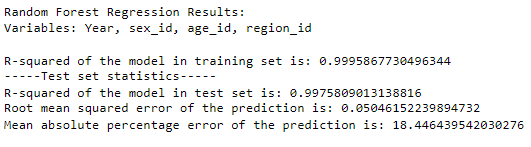 Random Forest Regression Results:
Variables: Year, sex_id, age_id, region_id
R-squared of the model in training set is: 0.9995867730496344
-----Test set statistics-----
R-squared of the model in test set is: 0.9975809013138816
Root mean squared error of the prediction is: 0.05046152239894732
Mean absolute percentage error of the prediction is: 18.446439542030276